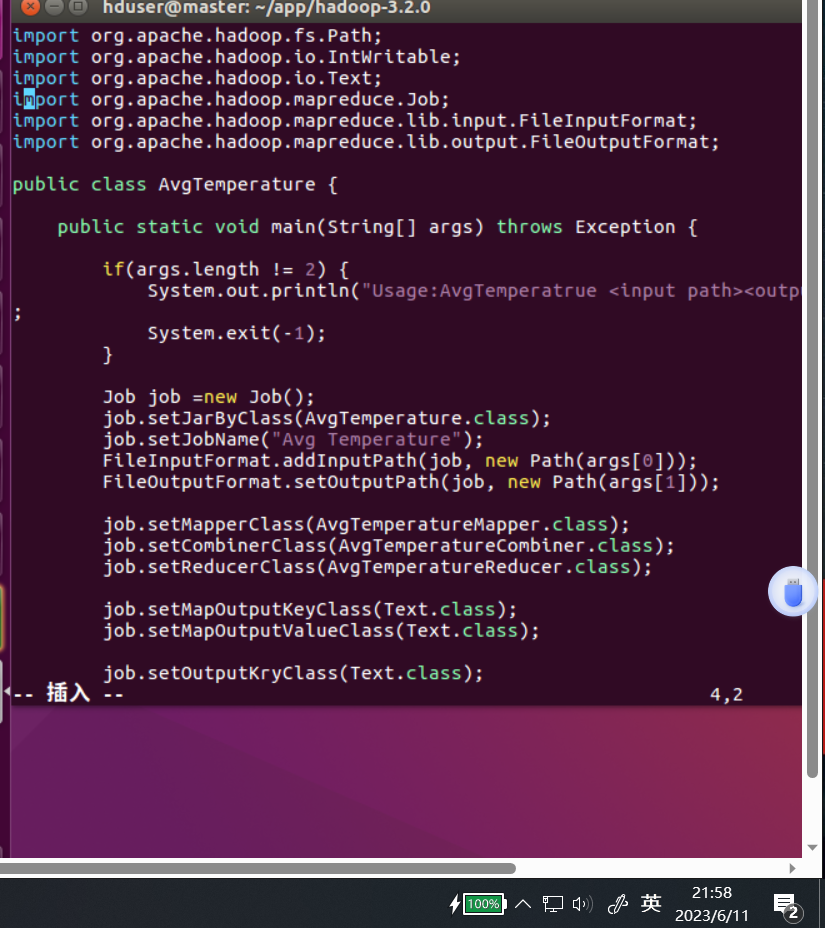 hduser@master: ~/app/hadoop-3.2.0
import org.apache.hadoop.fs.Path;
import org.apache.hadoop.io.IntWritable;
import org.apache.hadoop.io.Text;
import org.apache.hadoop.mapreduce.Job;
import org.apache.hadoop.mapreduce.lib.input.FileInputFormat;
import org.apache.hadoop.mapreduce.lib.output.FileOutputFormat;
public class AvgTemperature {
public static void main(String[] args) throws Exception {
if(args.length != 2) {
System.out.println("Usage:AvgTemperatrue <input path><outp
;
System.exit(-1);
}
Job job =new Job();
job.setJarByClass(AvgTemperature.class);
job.setJobName("Avg Temperature");
FileInputFormat.addInputPath(job, new Path(args[0]));
FileOutputFormat.setOutputPath(job, new Path(args[1]));
job.setMapperClass(AvgTemperatureMapper.class);
job.setCombinerClass(AvgTemperatureCombiner.class);
job.setReducerClass(AvgTemperatureReducer.class);
job.setMapOutputKeyClass(Text.class);
job.setMapOutputValueClass(Text.class);
job.setOutputKryClass(Text.class);
-- 插入 -- 4,2
100% 英 21:58
2023/6/11
2